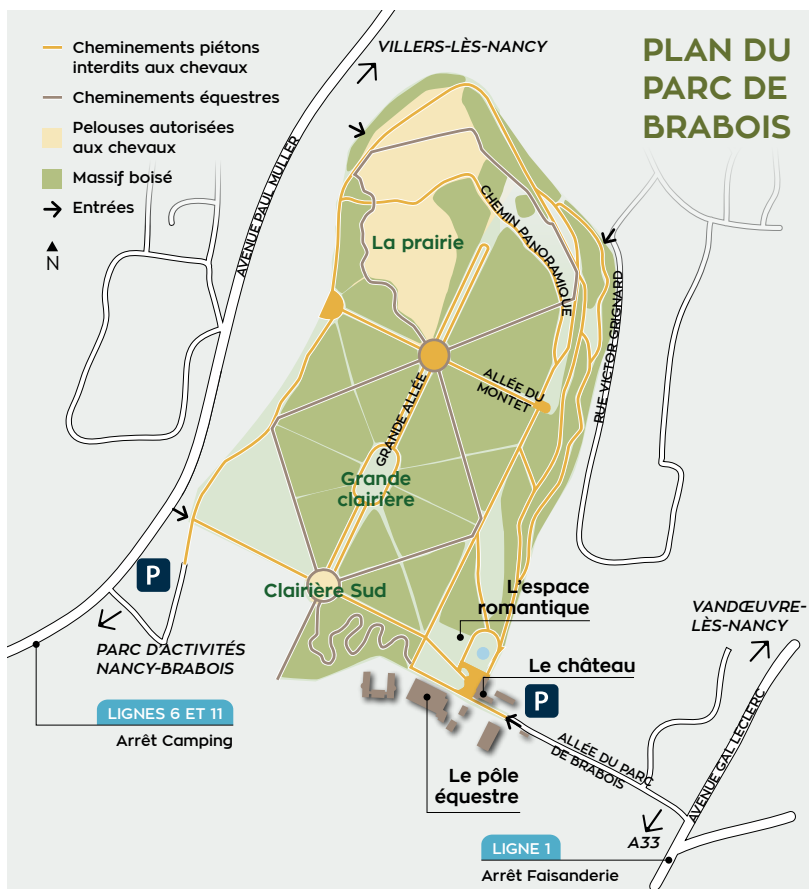 PLAN DU
PARC DE
BRABOIS
Cheminements piétons
interdits aux chevaux
Cheminements équestres
Pelouses autorisées
aux chevaux
Massif boisé
Entrées
N
VILLERS-LÈS-NANCY
AVENUE PAUL MULLER
La prairie
CHEMIN PANORAMIQUE
RUE VICTOR GRIGNARD
ALLÉE DU
MONTET
GRANDE ALLÉE
Grande
clairière
P
Clairière Sud
L'espace
romantique
VANDŒUVRE-
LÈS-NANCY
PARC D'ACTIVITÉS
NANCY-BRABOIS
Le château
P
LIGNES 6 ET 11
Arrêt Camping
ALLÉE DU PARC
DE BRABOIS
AVENUE GAL LECLERC
Le pôle
équestre
A33
LIGNE 1
Arrêt Faisanderie